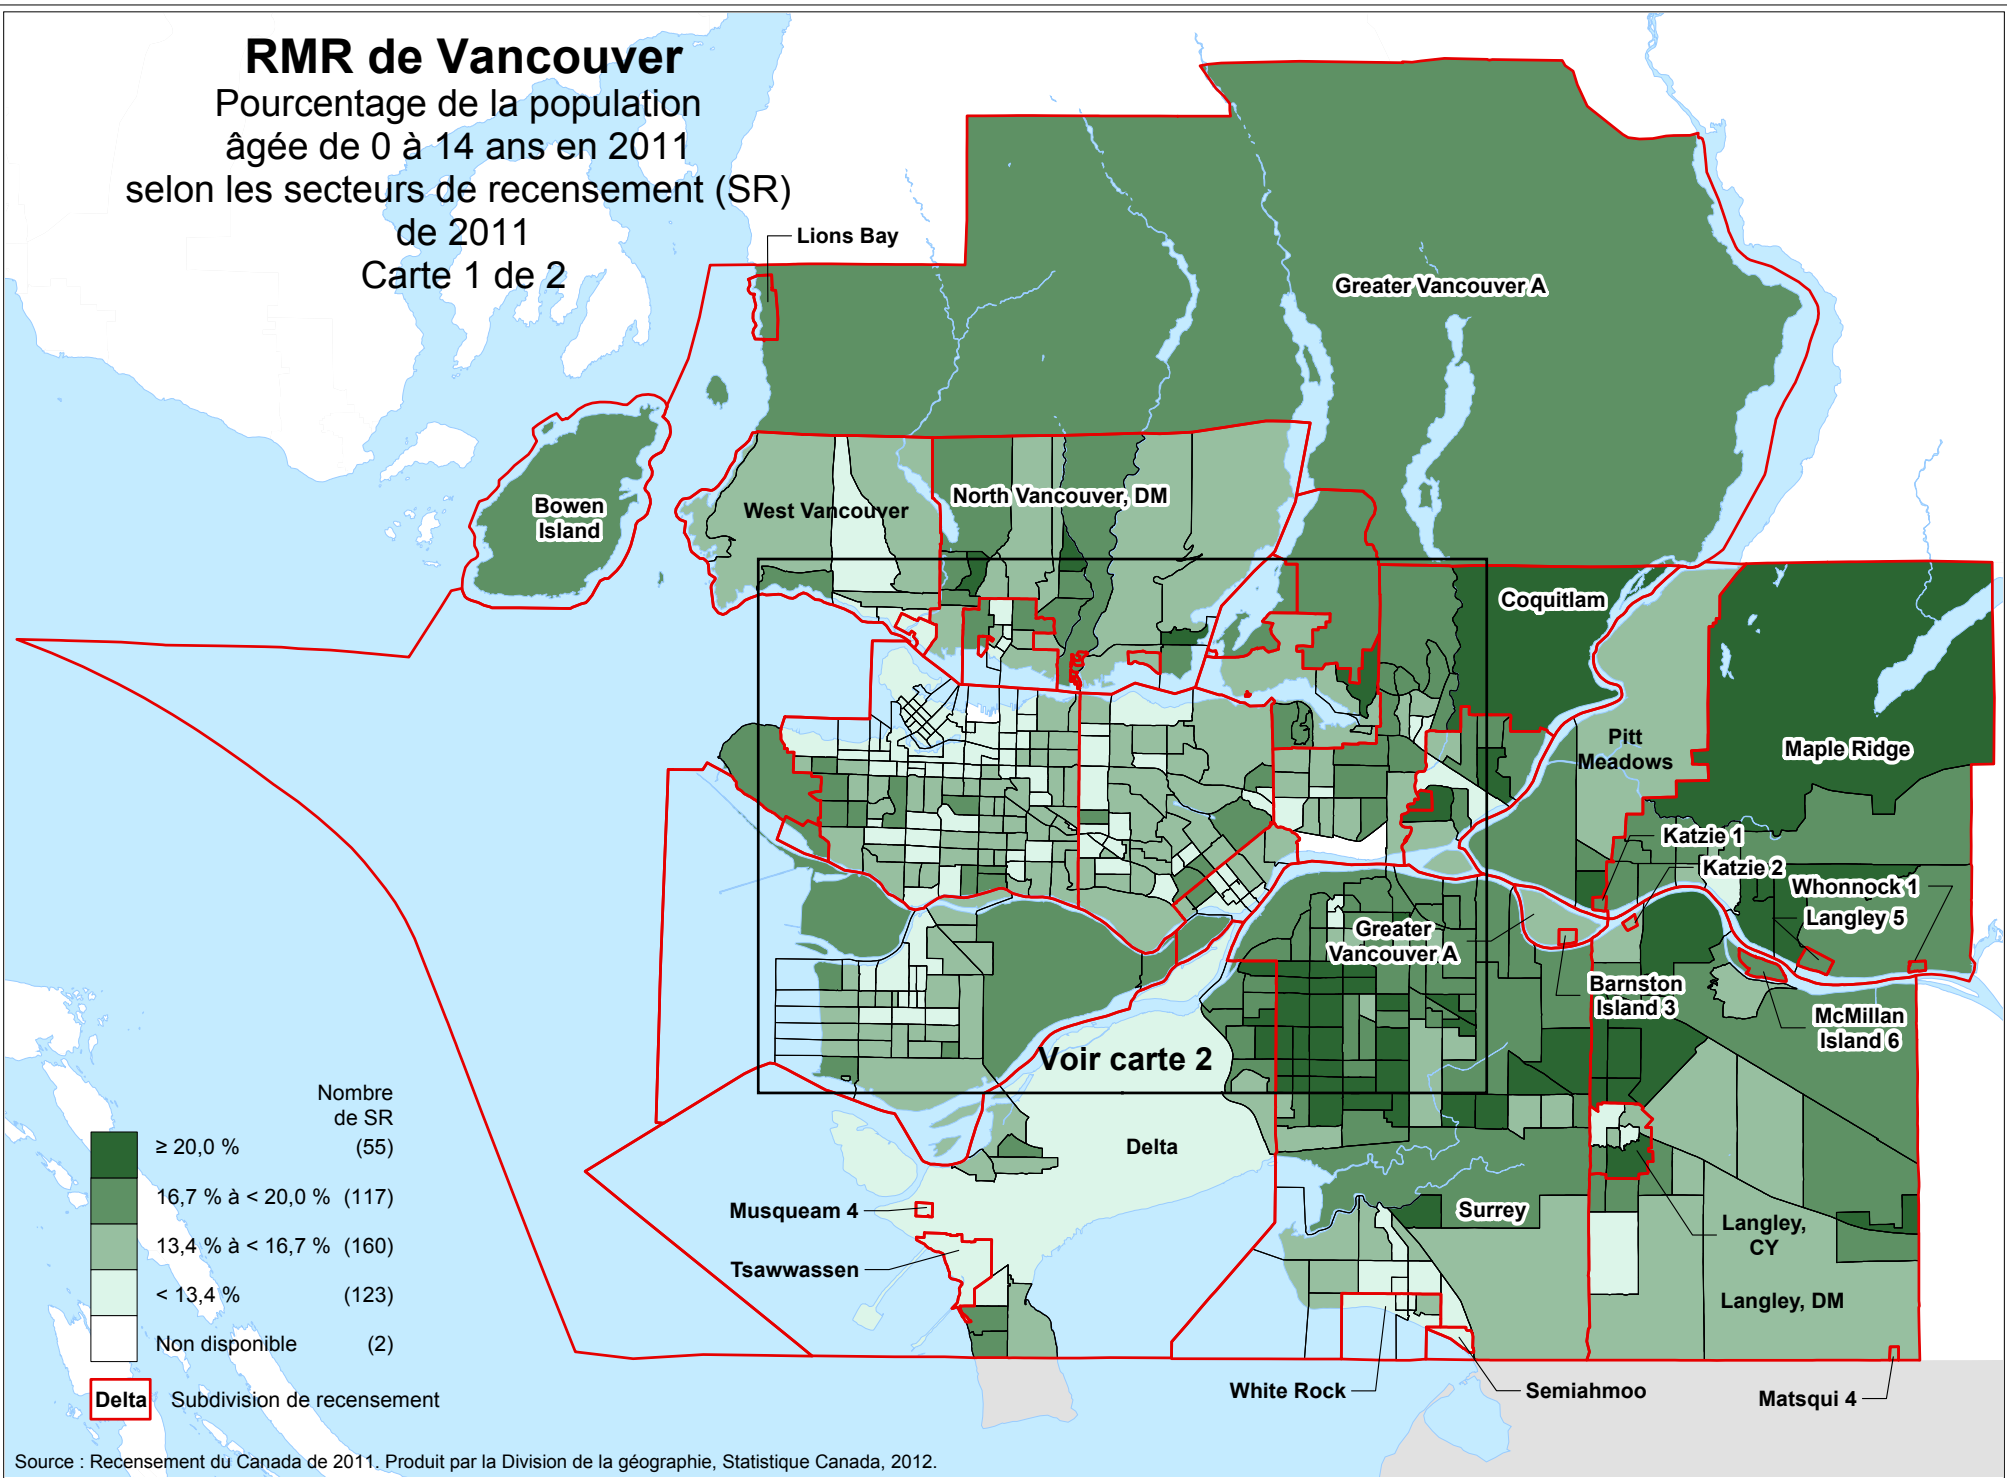 RMR de Vancouver
Pourcentage de la population
âgée de 0 à 14 ans en 2011
selon les secteurs de recensement (SR)
de 2011
Carte 1 de 2
Lions Bay
Greater Vancouver A
Bowen
Island
West Vancouver
North Vancouver, DM
Coquitlam
Pitt
Meadows
Maple Ridge
Katzie 1
Katzie 2
Whonnock 1
Langley 5
Greater
Vancouver A
Barnston
Island 3
McMillan
Island 6
Voir carte 2
Delta
Musqueam 4
Tsawwassen
Surrey
Langley,
CY
Langley, DM
White Rock
Semiahmoo
Matsqui 4
Nombre
de SR
≥ 20,0 % (55)
16,7 % à < 20,0 % (117)
13,4 % à < 16,7 % (160)
< 13,4 % (123)
Non disponible (2)
Delta Subdivision de recensement
Source : Recensement du Canada de 2011. Produit par la Division de la géographie, Statistique Canada, 2012.